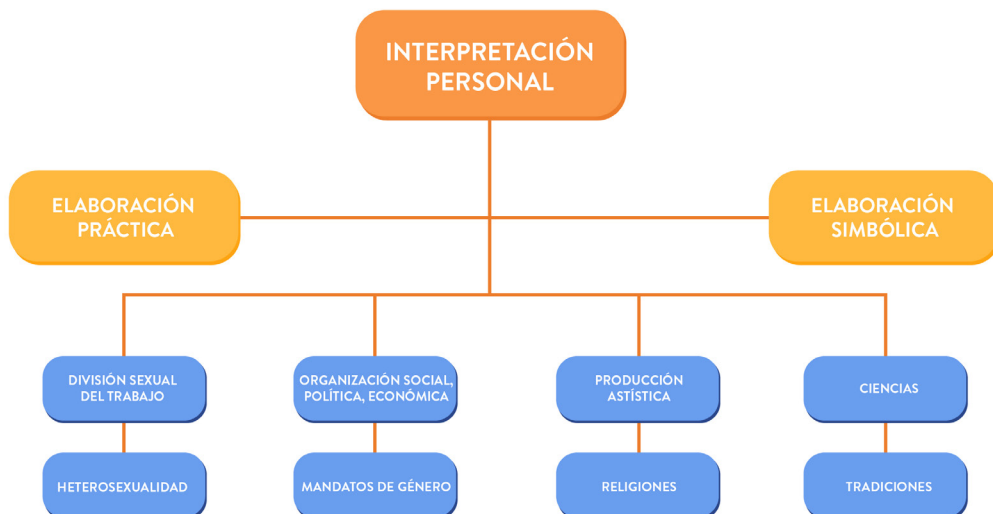 INTERPRETACIÓN
PERSONAL
ELABORACIÓN
PRÁCTICA
ELABORACIÓN
SIMBÓLICA
DIVISIÓN SEXUAL
DEL TRABAJO
ORGANIZACIÓN SOCIAL,
POLÍTICA, ECONÓMICA
PRODUCCIÓN
ASTÍSTICA
CIENCIAS
HETEROSEXUALIDAD
MANDATOS DE GÉNERO
RELIGIONES
TRADICIONES